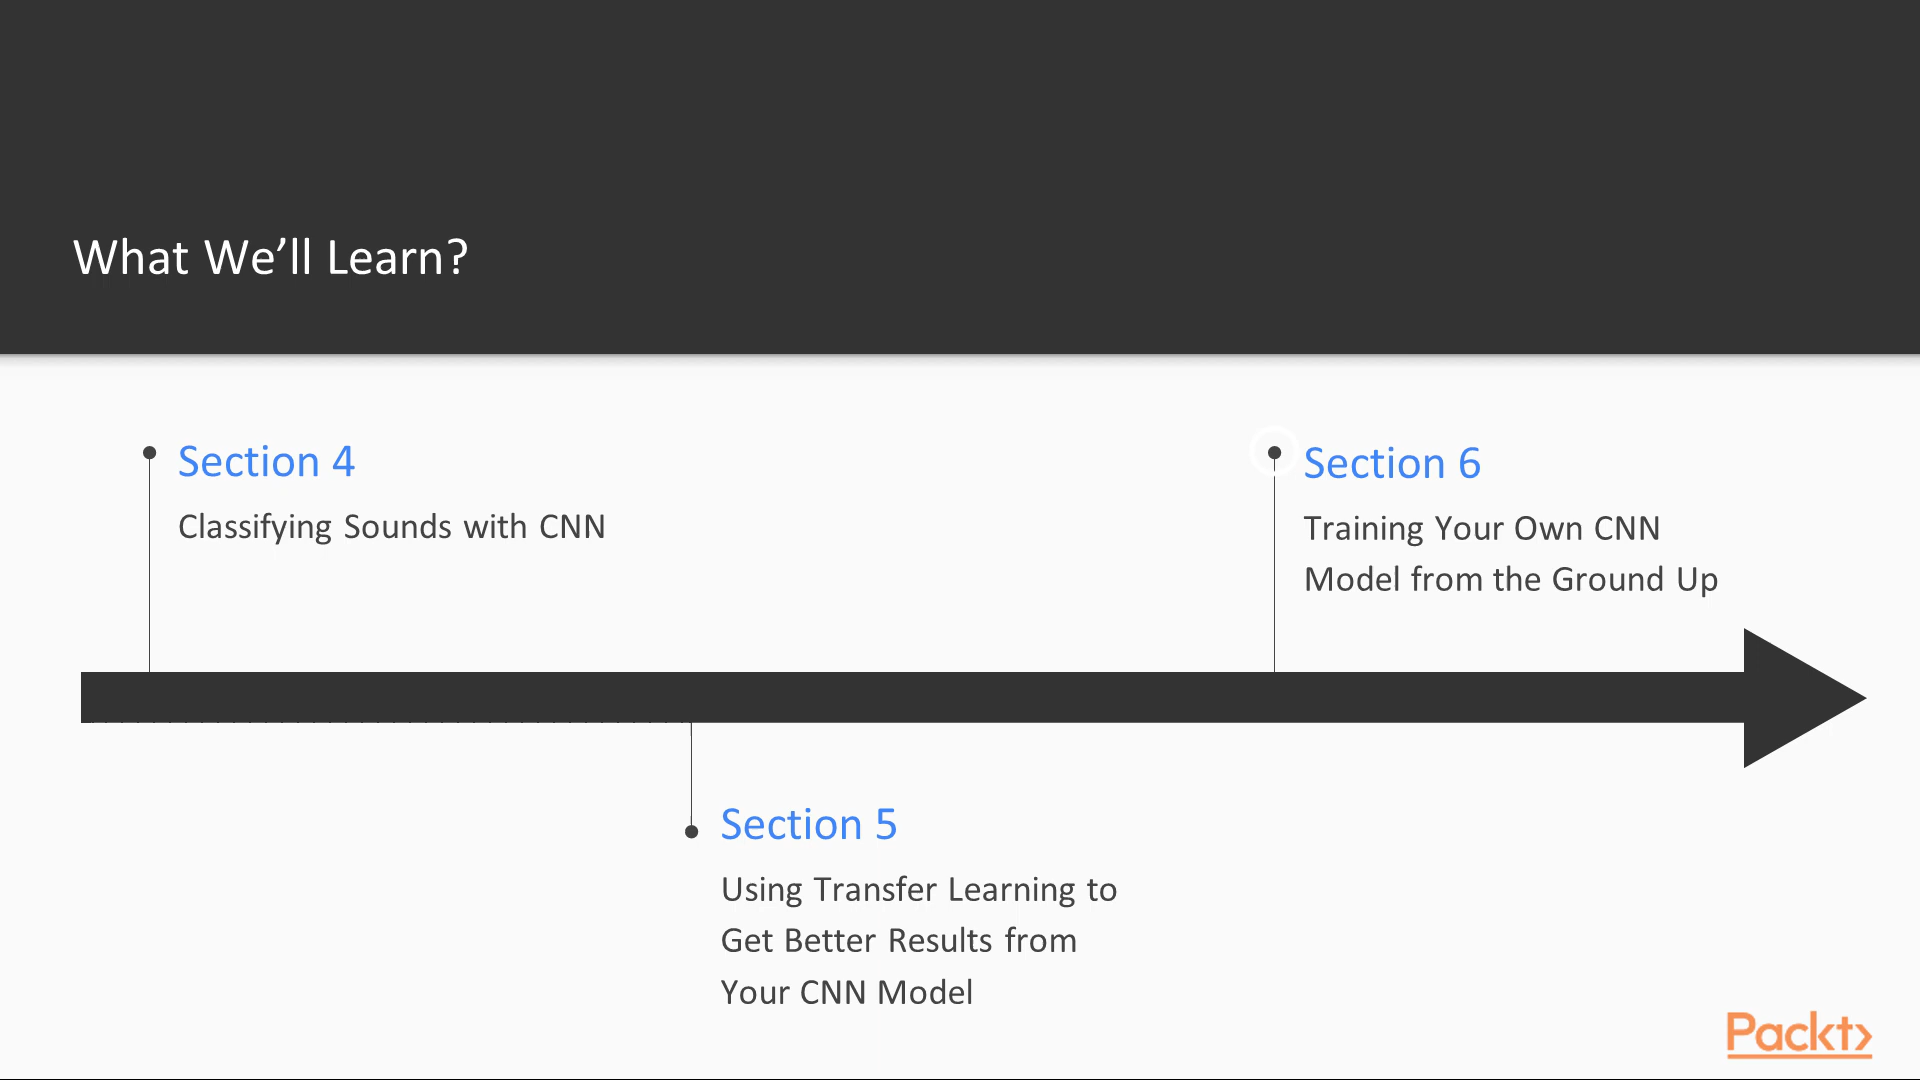 What We’ll Learn?
Section 4
Classifying Sounds with CNN
Section 6
Training Your Own CNN
Model from the Ground Up
Section 5
Using Transfer Learning to
Get Better Results from
Your CNN Model
Packt>